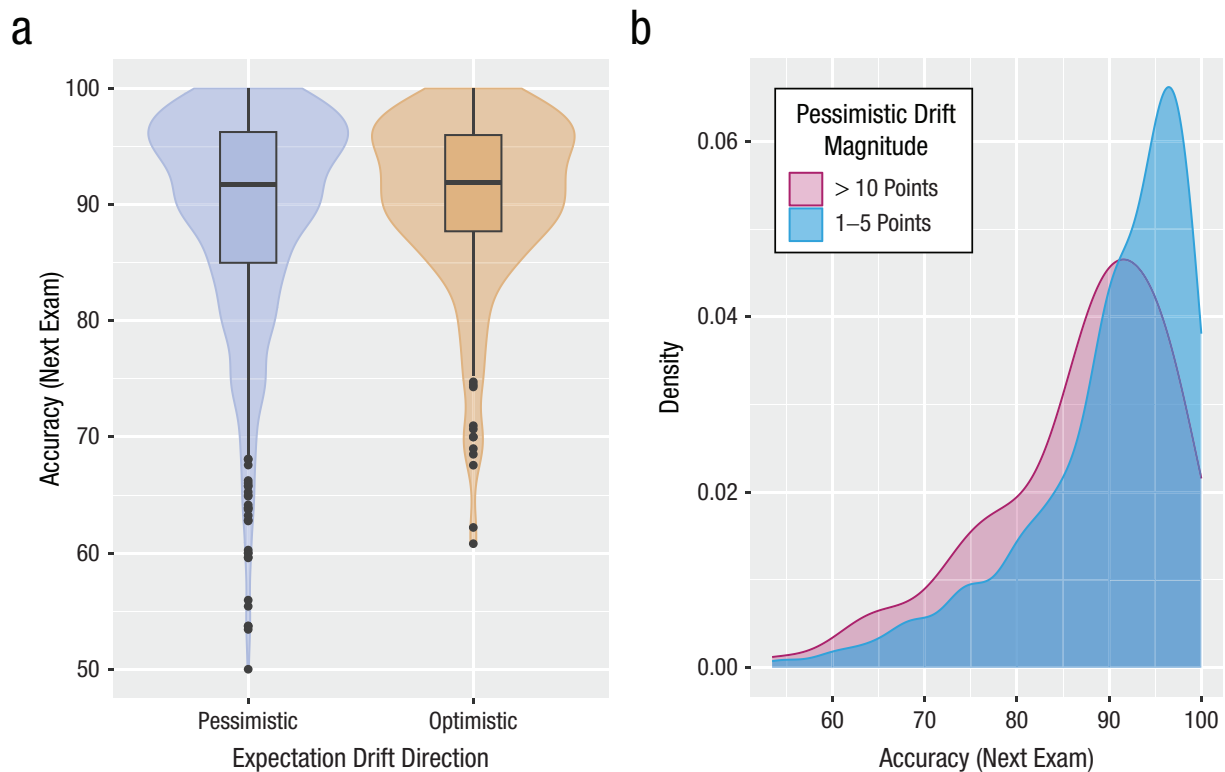 a
100
90
80
70
60
50
Accuracy (Next Exam)
Pessimistic
Optimistic
Expectation Drift Direction
b
Pessimistic Drift
Magnitude
> 10 Points
1–5 Points
0.06
0.04
0.02
0.00
Density
60
70
80
90
100
Accuracy (Next Exam)